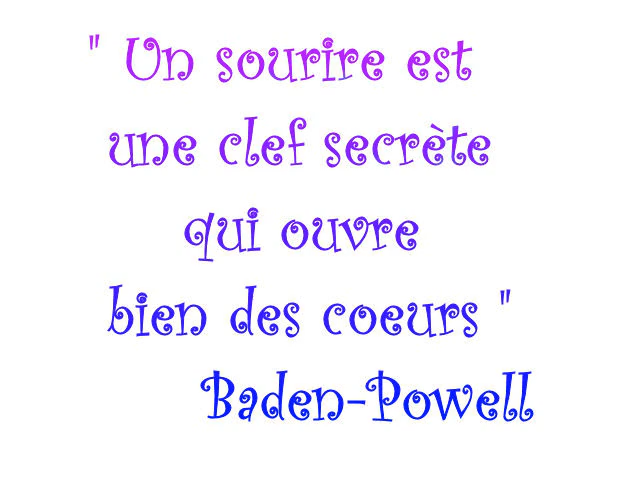 " Un sourire est
une clef secrète
qui ouvre
bien des coeurs "
Baden-Powell